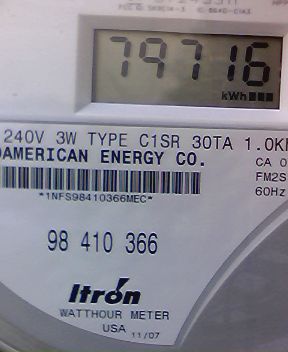 79716
kWh
240V 3W TYPE C1SR 30TA 1.0K
AMERICAN ENERGY CO.
CA 0
FM2S
60Hz
*1NFS98410366MEC*
98 410 366
Itron
WATTHOUR METER
USA 11/07